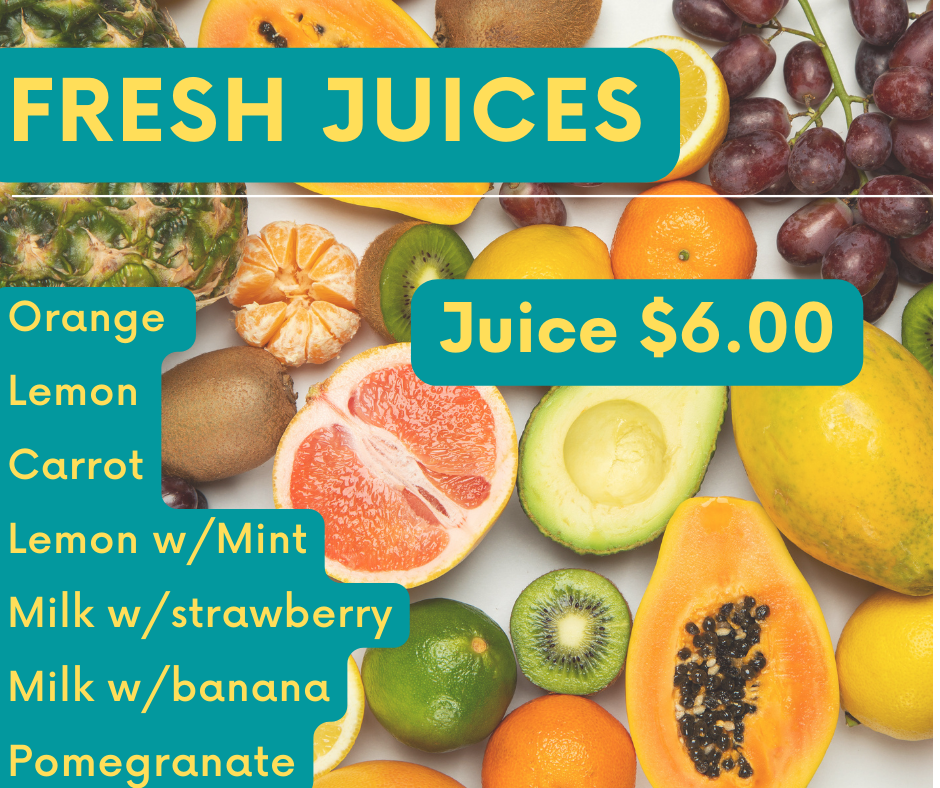 FRESH JUICES
Orange
Juice $6.00
Lemon
Carrot
Lemon w/Mint
Milk w/strawberry
Milk w/banana
Pomegranate